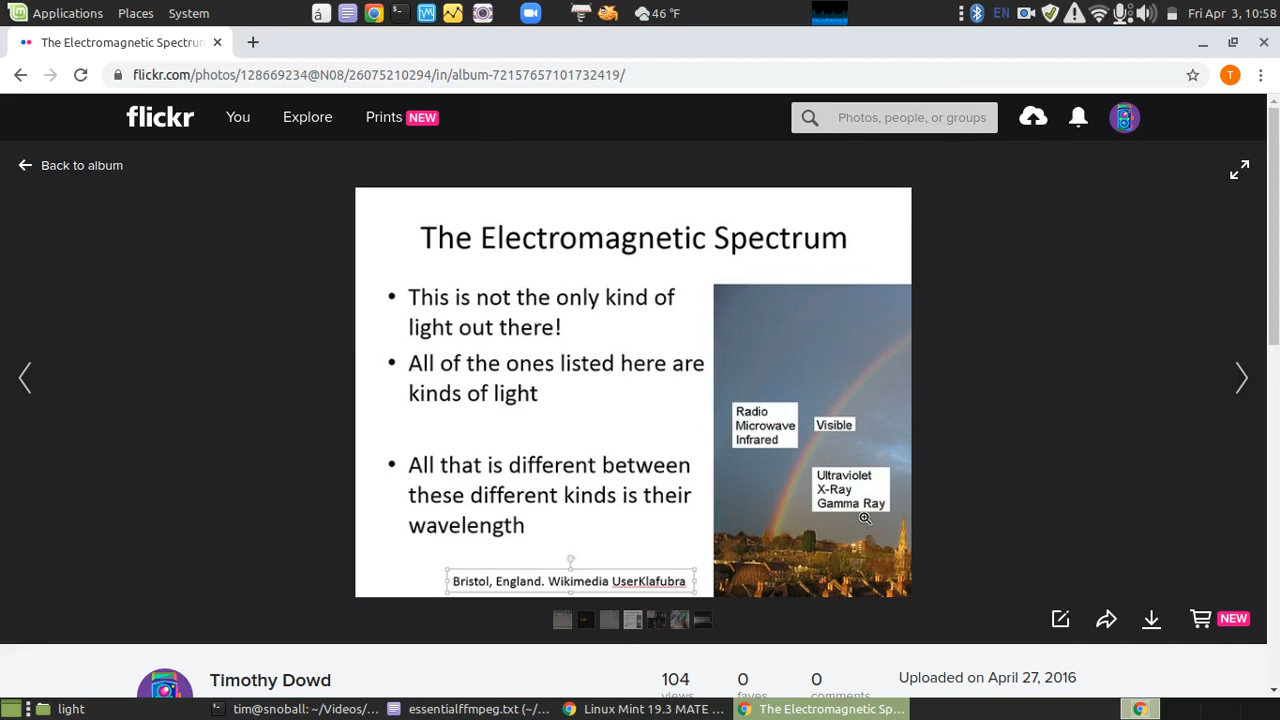 Applications Places System á 46 °F EN Fri Apr 3, 10:58
The Electromagnetic Spectrum
flickr.com/photos/128669234@N08/26075210294/in/album-72157657101732419/
T
flickr You Explore Prints NEW Photos, people, or groups
Back to album
The Electromagnetic Spectrum
• This is not the only kind of
light out there!
• All of the ones listed here are
kinds of light
• All that is different between
these different kinds is their
wavelength
Bristol, England. Wikimedia UserKlafubra
Radio
Microwave
Infrared
Visible
Ultraviolet
X-Ray
Gamma Ray
NEW
Timothy Dowd
104
views
0
faves
0
comments
Uploaded on April 27, 2016
light tim@snoball: ~/Videos/... essentialffmpeg.txt (~/... Linux Mint 19.3 MATE ... The Electromagnetic Sp...